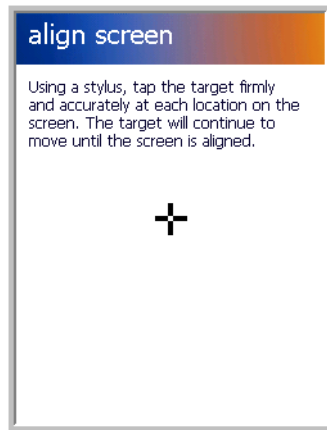 align screen
Using a stylus, tap the target firmly
and accurately at each location on the
screen. The target will continue to
move until the screen is aligned.